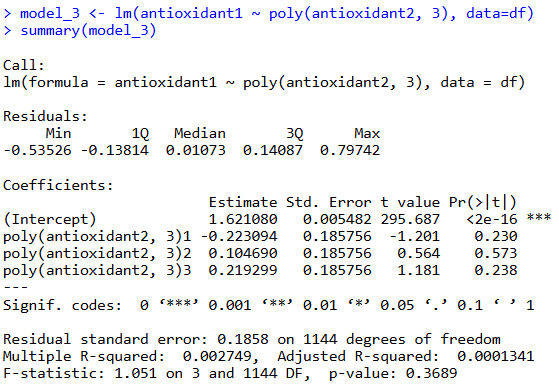 > model_3 <- lm(antioxidant1 ~ poly(antioxidant2, 3), data=df)
> summary(model_3)

Call:
lm(formula = antioxidant1 ~ poly(antioxidant2, 3), data = df)

Residuals:
     Min       1Q   Median       3Q      Max
-0.53526 -0.13814  0.01073  0.14087  0.79742

Coefficients:
                        Estimate Std. Error t value Pr(>|t|)
(Intercept)             1.621080   0.005482 295.687   <2e-16 ***
poly(antioxidant2, 3)1 -0.223094   0.185756  -1.201    0.230
poly(antioxidant2, 3)2  0.104690   0.185756   0.564    0.573
poly(antioxidant2, 3)3  0.219299   0.185756   1.181    0.238
---
Signif. codes:  0 ‘***’ 0.001 ‘**’ 0.01 ‘*’ 0.05 ‘.’ 0.1 ‘ ’ 1

Residual standard error: 0.1858 on 1144 degrees of freedom
Multiple R-squared:  0.002749,	Adjusted R-squared:  0.0001341
F-statistic: 1.051 on 3 and 1144 DF,  p-value: 0.3689